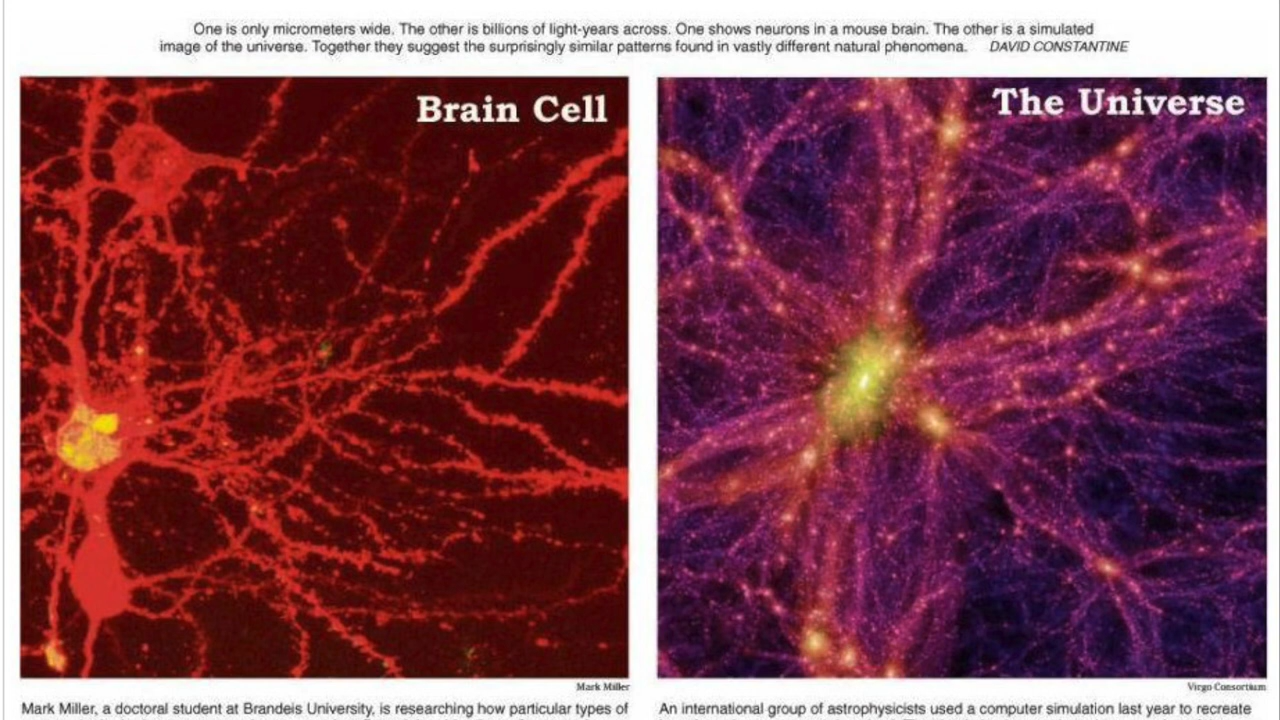 One is only micrometers wide. The other is billions of light-years across. One shows neurons in a mouse brain. The other is a simulated
image of the universe. Together they suggest the surprisingly similar patterns found in vastly different natural phenomena. DAVID CONSTANTINE
Brain Cell
The Universe
Mark Miller
Virgo Consortium
Mark Miller, a doctoral student at Brandeis University, is researching how particular types of
An international group of astrophysicists used a computer simulation last year to recreate